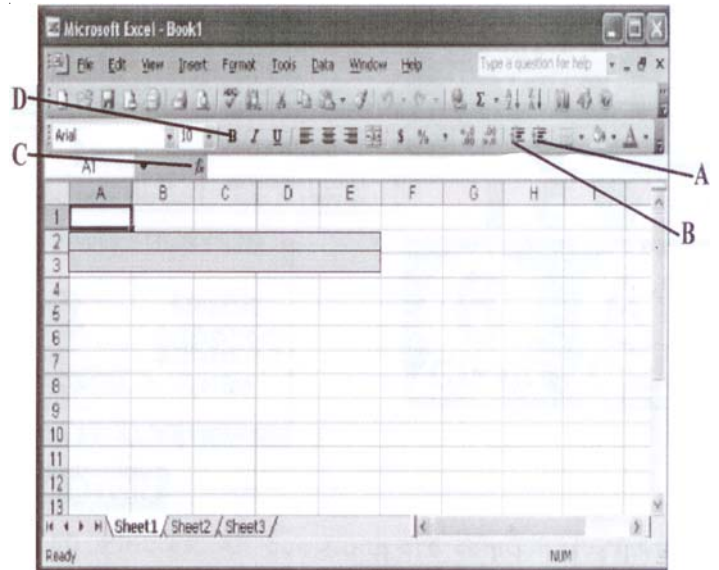 Microsoft Excel - Book1
File Edit View Insert Format Tools Data Window Help Type a question for help
D
Arial 10 B I U $ %
C
A1 fx
A
A B C D E F G H I
B
1
2
3
4
5
6
7
8
9
10
11
12
13
Sheet1 Sheet2 Sheet3
Ready NUM